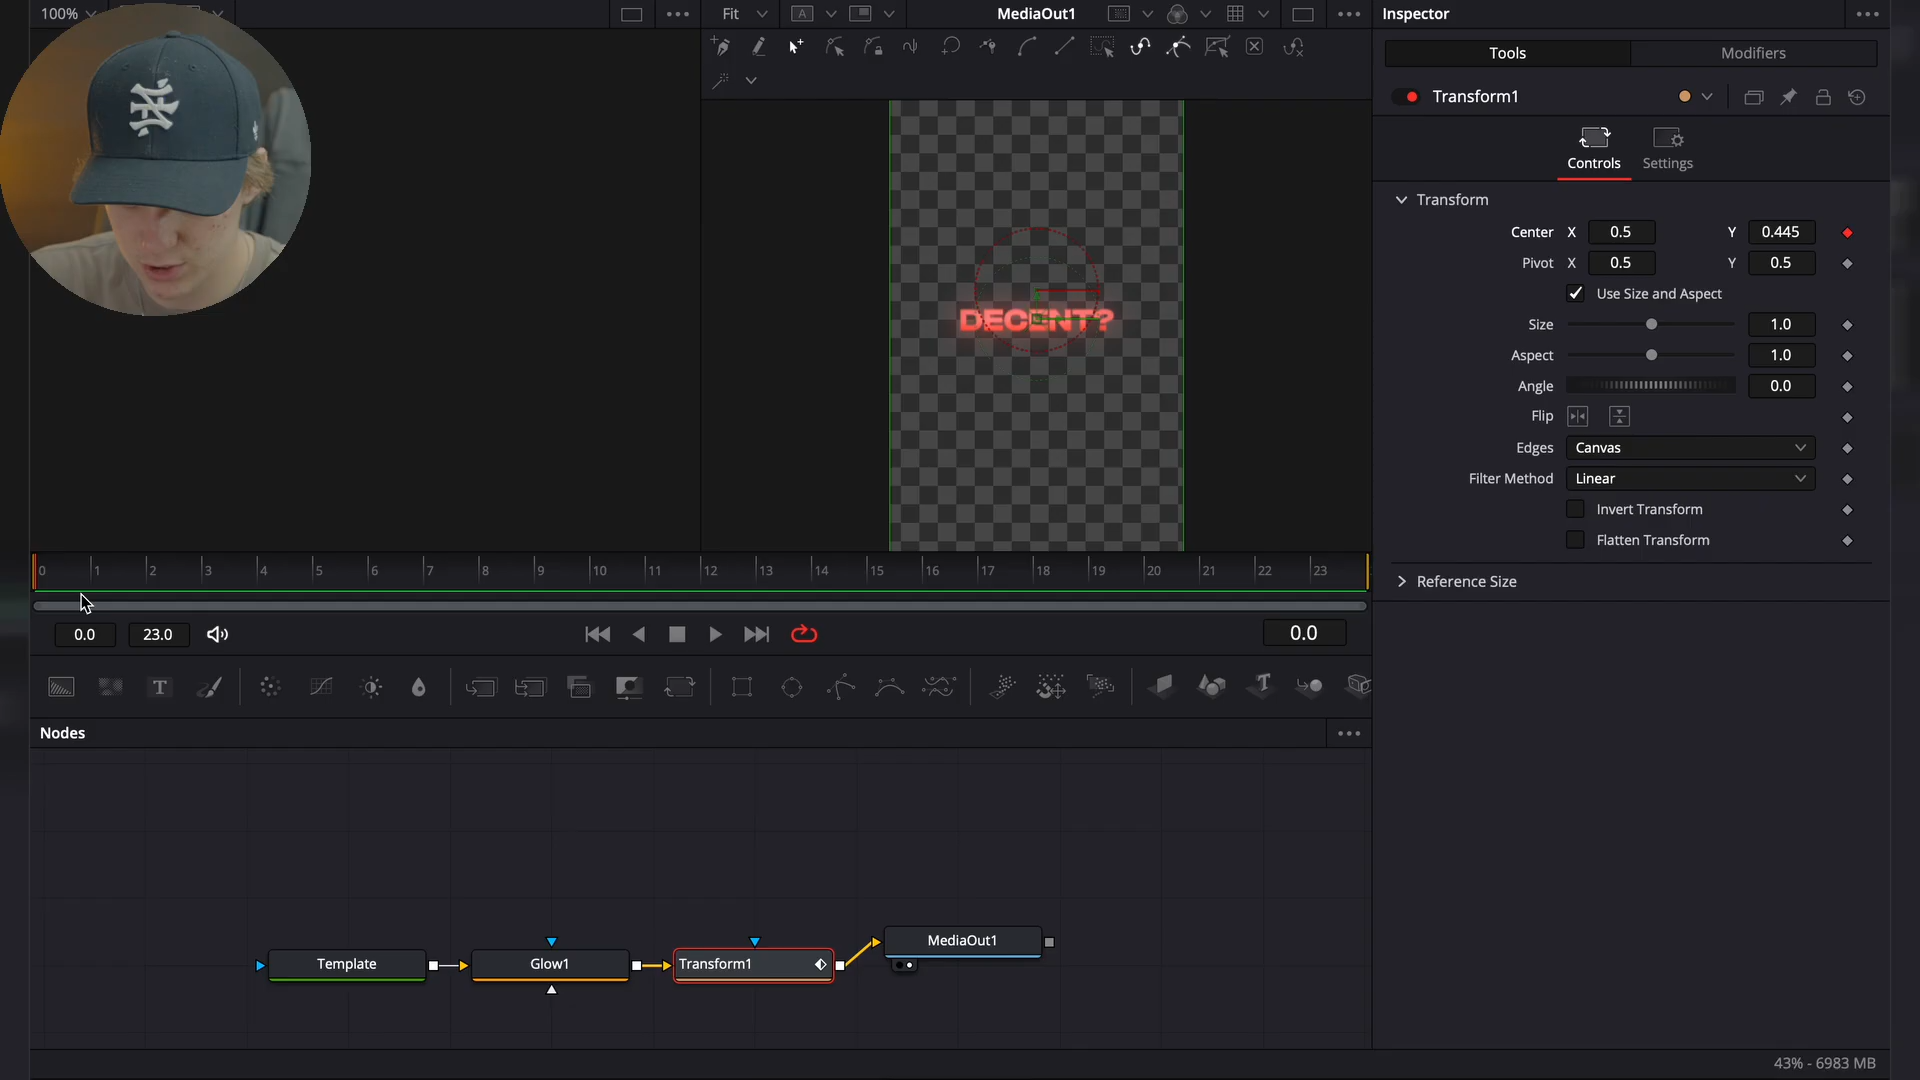 100%
Fit
A
MediaOut1
Inspector
Tools
Modifiers
Transform1
Controls
Settings
Transform
Center X 0.5 Y 0.445
Pivot X 0.5 Y 0.5
Use Size and Aspect
Size 1.0
Aspect 1.0
Angle 0.0
Flip
Edges Canvas
Filter Method Linear
Invert Transform
Flatten Transform
Reference Size
DECENT?
0 1 2 3 4 5 6 7 8 9 10 11 12 13 14 15 16 17 18 19 20 21 22 23
0.0 23.0 0.0
T T
Nodes
Template
Glow1
Transform1
MediaOut1
43% - 6983 MB